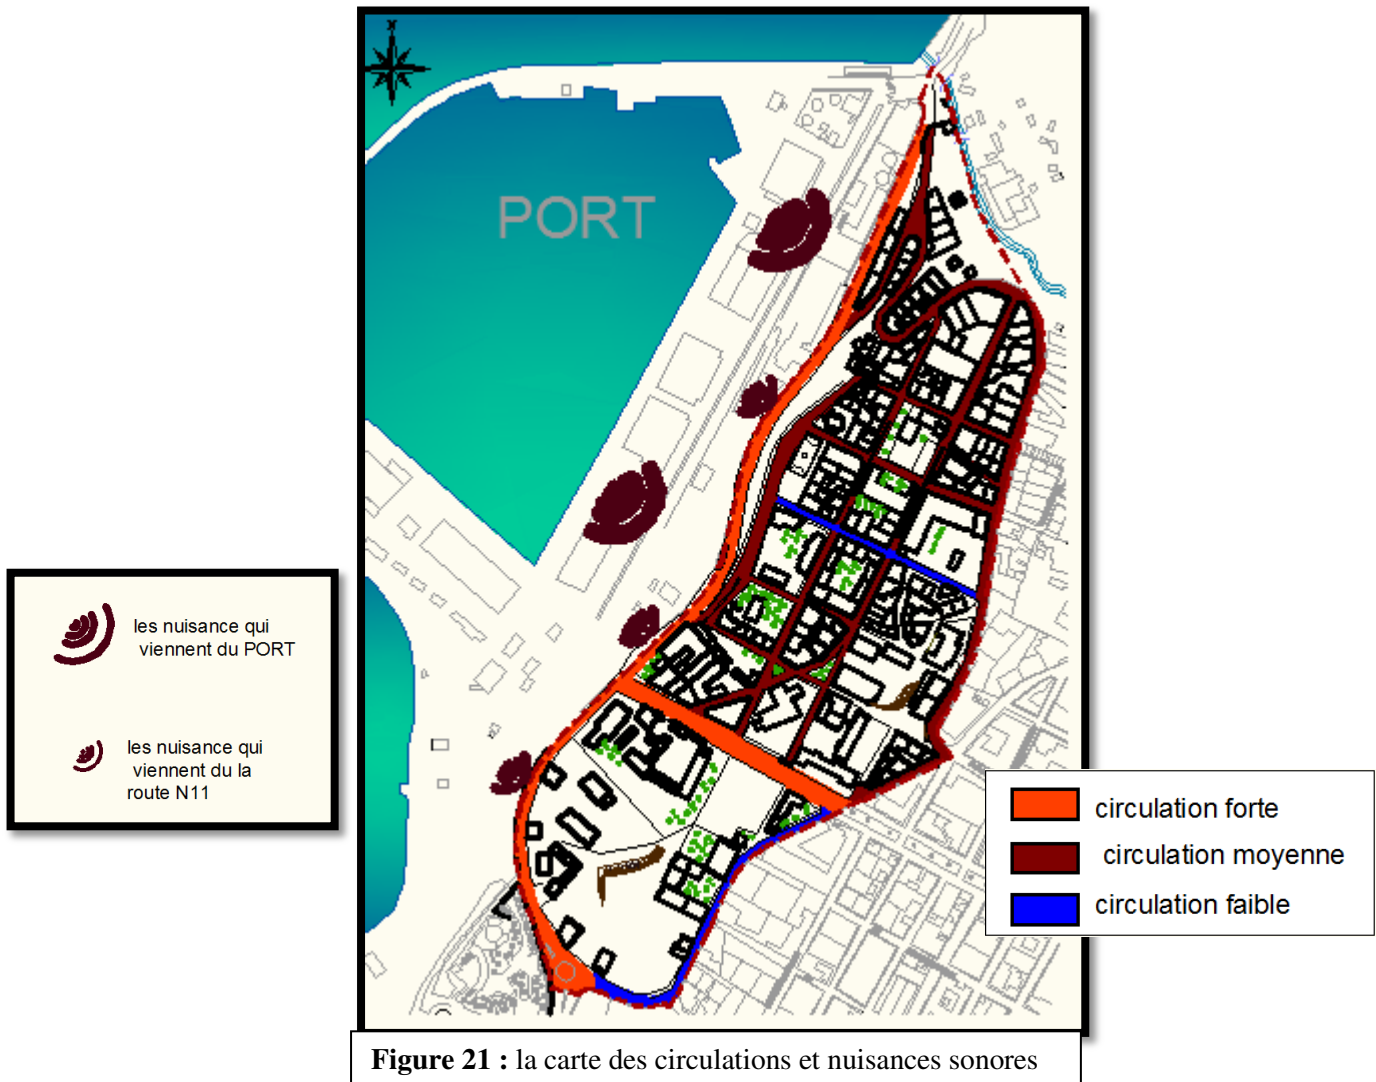 PORT
les nuisance qui
viennent du PORT
les nuisance qui
viennent du la
route N11
circulation forte
circulation moyenne
circulation faible
Figure 21 : la carte des circulations et nuisances sonores